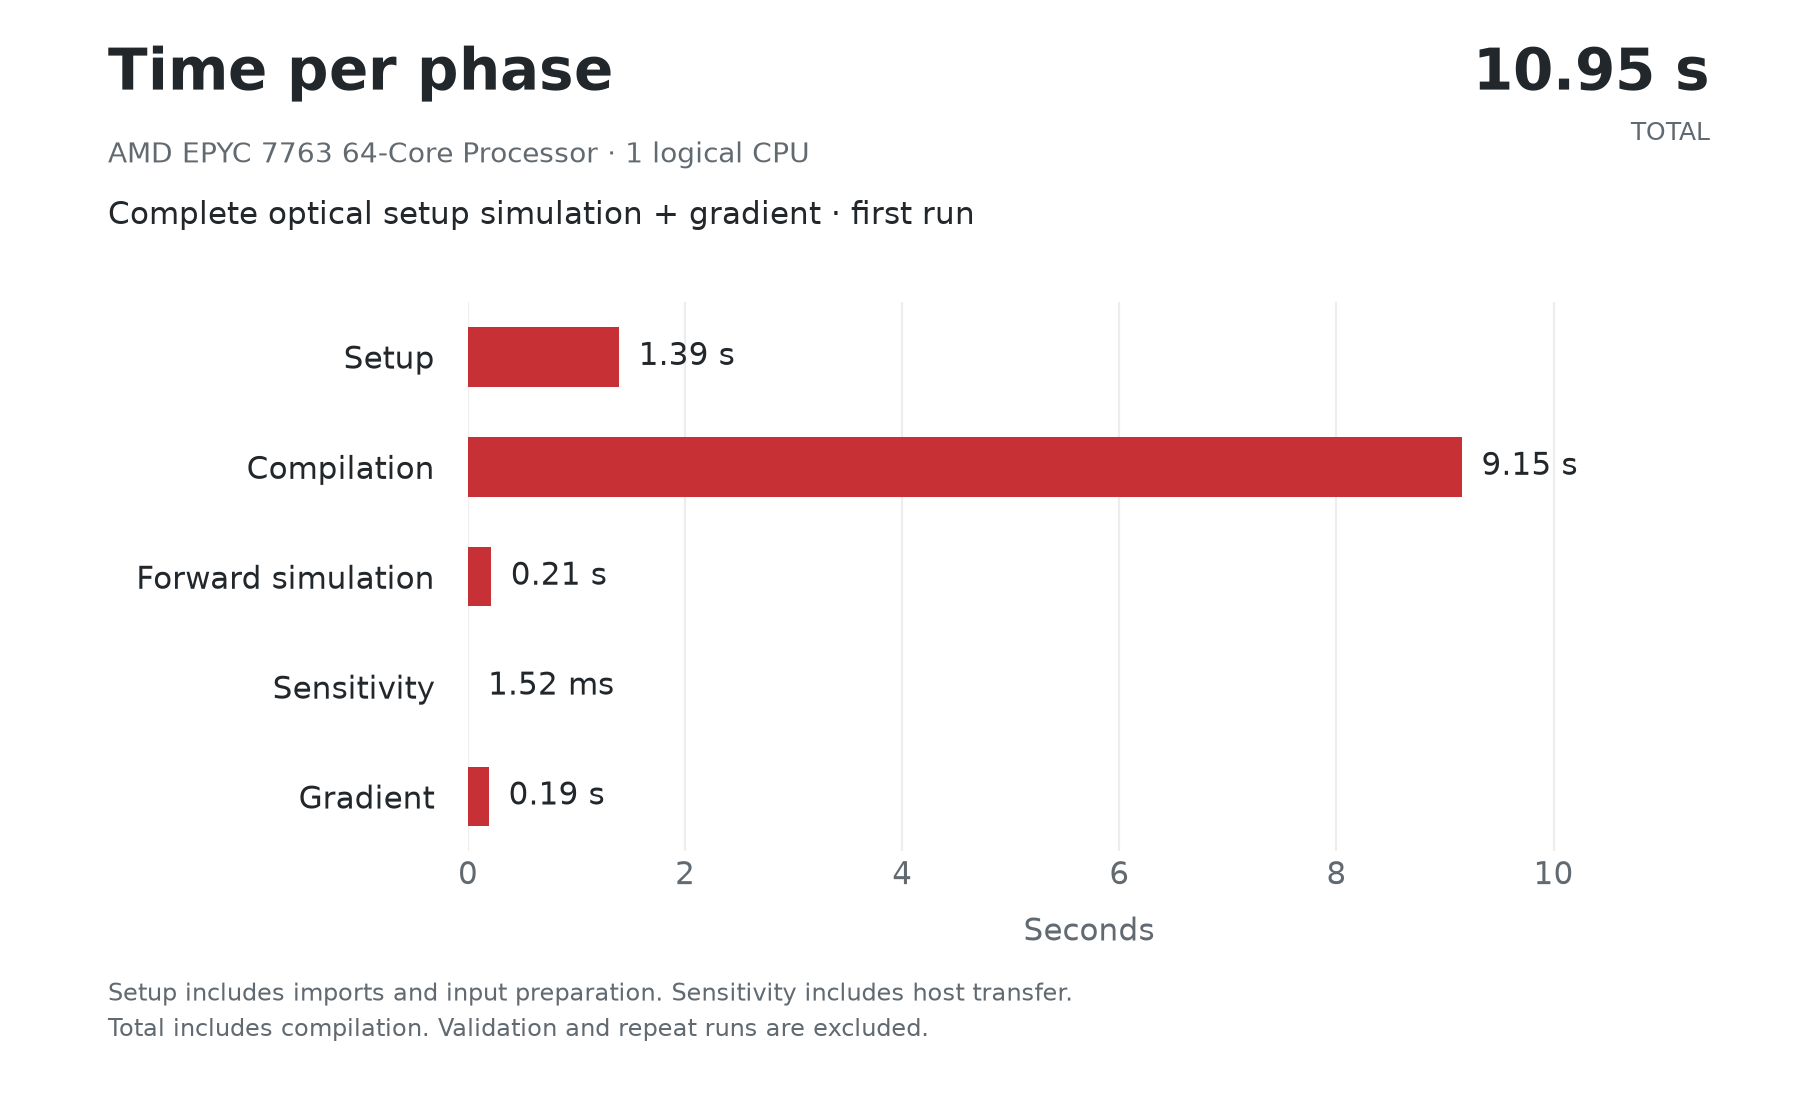 Time per phase
10.95 s
TOTAL
AMD EPYC 7763 64-Core Processor · 1 logical CPU
Complete optical setup simulation + gradient · first run
Setup 1.39 s
Compilation 9.15 s
Forward simulation 0.21 s
Sensitivity 1.52 ms
Gradient 0.19 s
0 2 4 6 8 10
Seconds
Setup includes imports and input preparation. Sensitivity includes host transfer.
Total includes compilation. Validation and repeat runs are excluded.